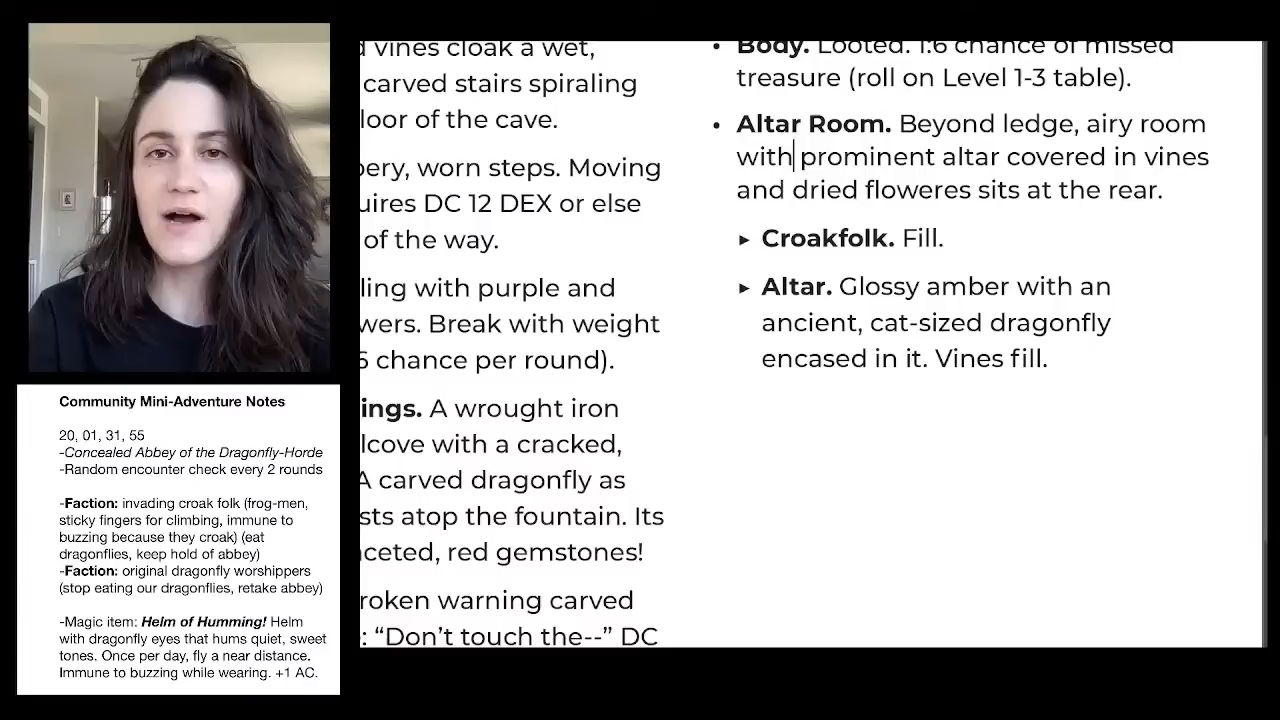 Community Mini-Adventure Notes
20, 01, 31, 55
-Concealed Abbey of the Dragonfly-Horde
-Random encounter check every 2 rounds
-Faction: invading croak folk (frog-men,
sticky fingers for climbing, immune to
buzzing because they croak) (eat
dragonflies, keep hold of abbey)
-Faction: original dragonfly worshippers
(stop eating our dragonflies, retake abbey)
-Magic item: Helm of Humming! Helm
with dragonfly eyes that hums quiet, sweet
tones. Once per day, fly a near distance.
Immune to buzzing while wearing. +1 AC.
vines cloak a wet,
carved stairs spiraling
loor of the cave.
pery, worn steps. Moving
uires DC 12 DEX or else
of the way.
ling with purple and
wers. Break with weight
6 chance per round).
ings. A wrought iron
lcove with a cracked,
A carved dragonfly as
sts atop the fountain. Its
aceted, red gemstones!
roken warning carved
: “Don’t touch the--” DC
• Body. Looted. 1:6 chance of missed
treasure (roll on Level 1-3 table).
• Altar Room. Beyond ledge, airy room
with prominent altar covered in vines
and dried floweres sits at the rear.
▸ Croakfolk. Fill.
▸ Altar. Glossy amber with an
ancient, cat-sized dragonfly
encased in it. Vines fill.